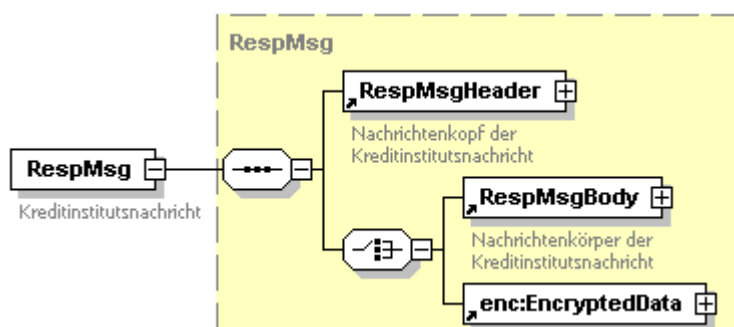 RespMsg
RespMsgHeader
Nachrichtenkopf der
Kreditinstitutsnachricht
RespMsg
Kreditinstitutsnachricht
RespMsgBody
Nachrichtenkörper der
Kreditinstitutsnachricht
enc:EncryptedData